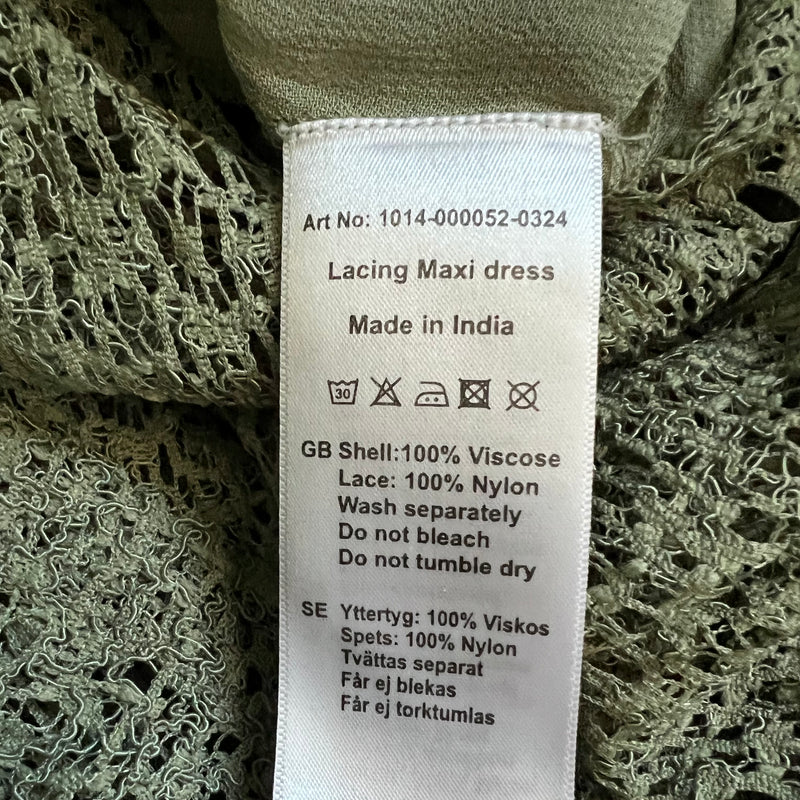 Art No: 1014-000052-0324
Lacing Maxi dress
Made in India
30
GB Shell:100% Viscose
Lace: 100% Nylon
Wash separately
Do not bleach
Do not tumble dry
SE Yttertyg: 100% Viskos
Spets: 100% Nylon
Tvättas separat
Får ej blekas
Får ej torktumlas